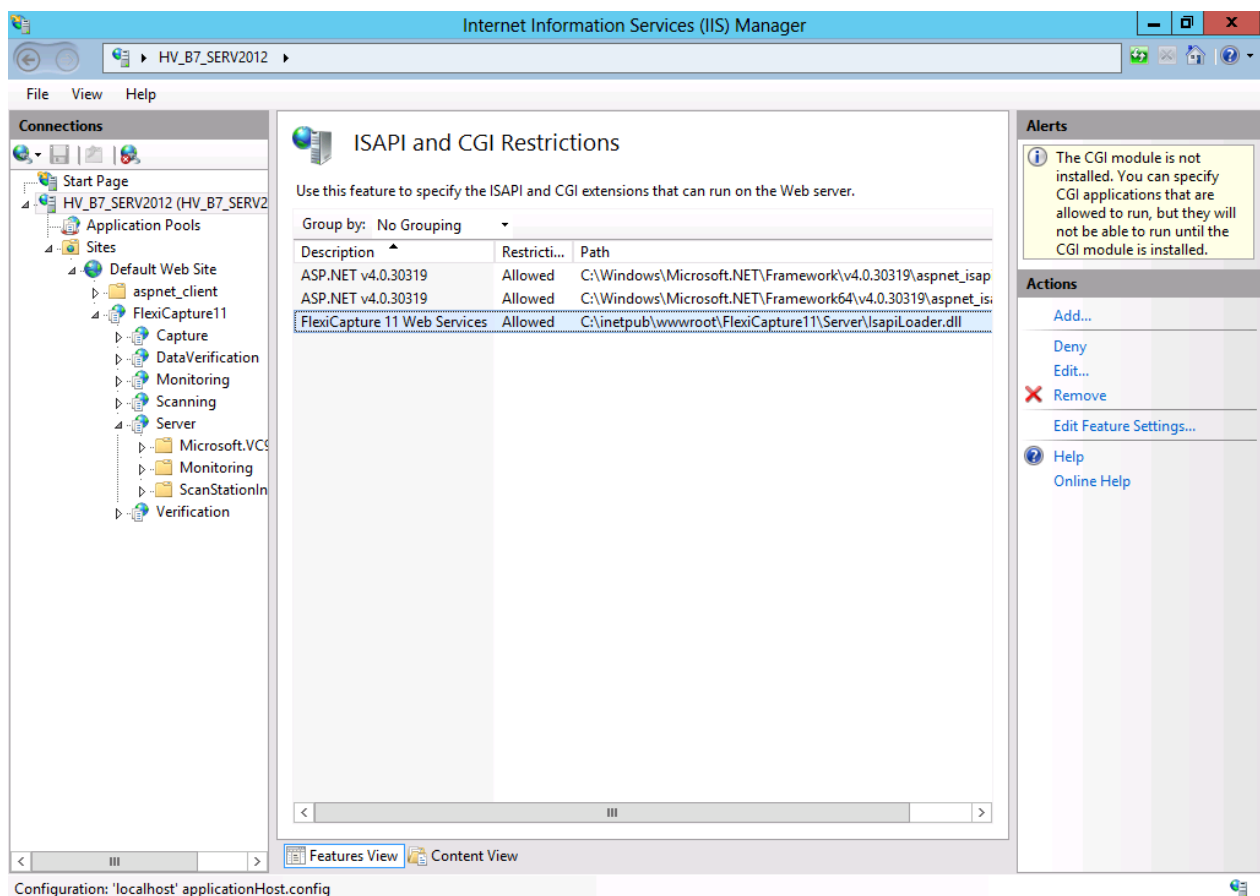 Internet Information Services (IIS) Manager
HV_B7_SERV2012
File View Help
Connections
Start Page
HV_B7_SERV2012 (HV_B7_SERV2
Application Pools
Sites
Default Web Site
aspnet_client
FlexiCapture11
Capture
DataVerification
Monitoring
Scanning
Server
Microsoft.VC9
Monitoring
ScanStationIn
Verification
ISAPI and CGI Restrictions
Use this feature to specify the ISAPI and CGI extensions that can run on the Web server.
Group by: No Grouping
Description Restricti... Path
ASP.NET v4.0.30319 Allowed C:\Windows\Microsoft.NET\Framework\v4.0.30319\aspnet_isap
ASP.NET v4.0.30319 Allowed C:\Windows\Microsoft.NET\Framework64\v4.0.30319\aspnet_isa
FlexiCapture 11 Web Services Allowed C:\inetpub\wwwroot\FlexiCapture11\Server\IsapiLoader.dll
Features View Content View
Alerts
The CGI module is not
installed. You can specify
CGI applications that are
allowed to run, but they will
not be able to run until the
CGI module is installed.
Actions
Add...
Deny
Edit...
Remove
Edit Feature Settings...
Help
Online Help
Configuration: 'localhost' applicationHost.config